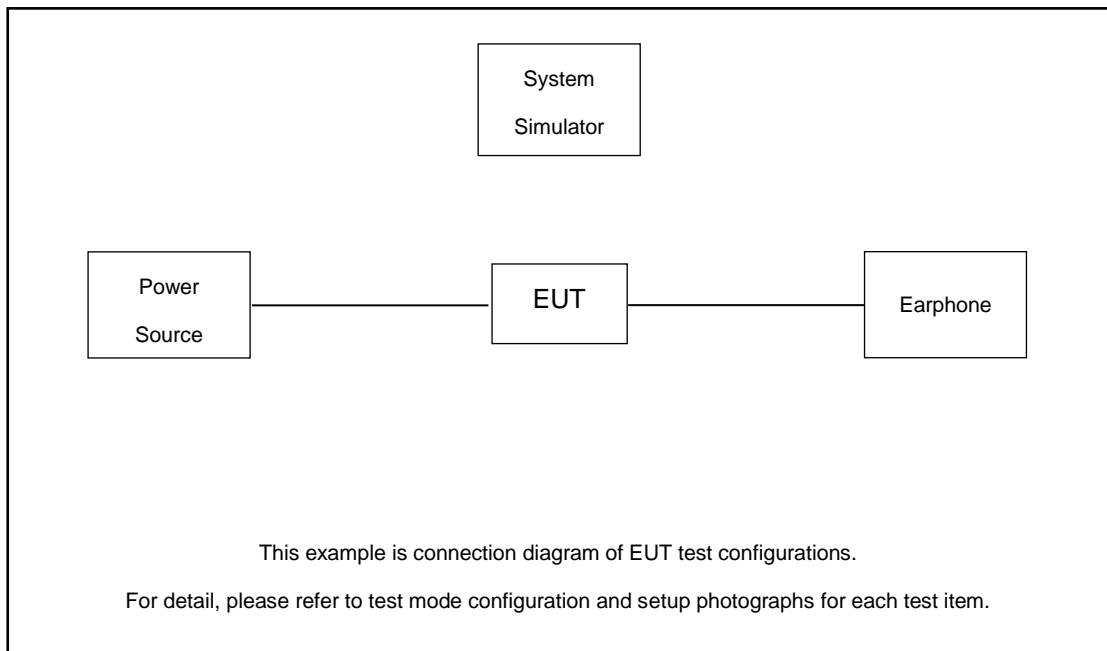 System
Simulator
Power
Source
EUT
Earphone
This example is connection diagram of EUT test configurations.
For detail, please refer to test mode configuration and setup photographs for each test item.